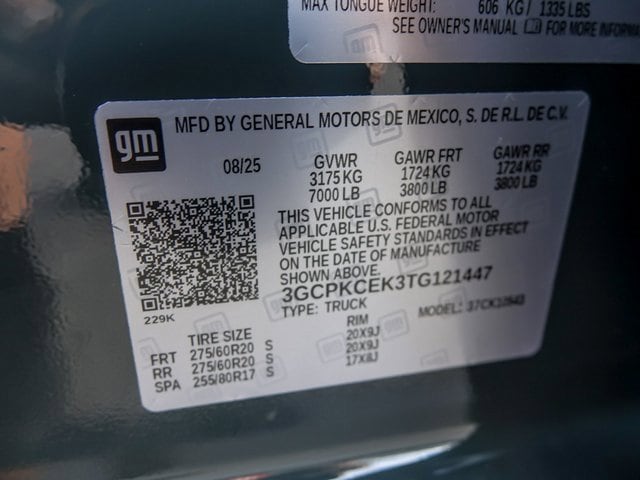 MAX TONGUE WEIGHT: 606 KG / 1335 LBS
SEE OWNER'S MANUAL FOR MORE INFORMA
gm
MFD BY GENERAL MOTORS DE MEXICO, S. DE R.L. DE C.V.
08/25 GVWR GAWR FRT GAWR RR
3175 KG 1724 KG 1724 KG
7000 LB 3800 LB 3800 LB
THIS VEHICLE CONFORMS TO ALL
APPLICABLE U.S. FEDERAL MOTOR
VEHICLE SAFETY STANDARDS IN EFFECT
ON THE DATE OF MANUFACTURE
SHOWN ABOVE.
3GCPKCEK3TG121447
229K
TYPE: TRUCK MODEL:
TIRE SIZE RIM
FRT 275/60R20 S 20X9J
RR 275/60R20 S 20X9J
SPA 255/80R17 S 17X8J